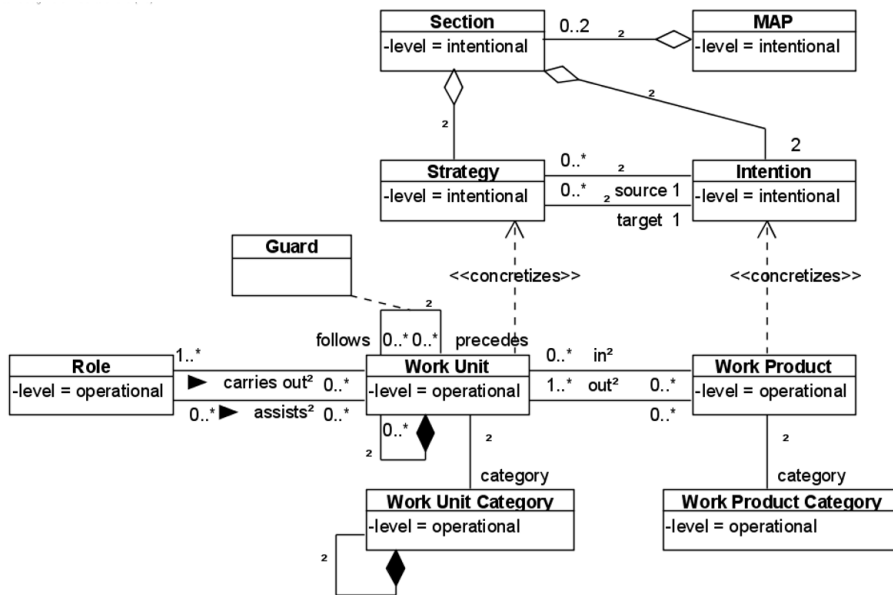 Section
-level = intentional
0..2
²
MAP
-level = intentional
²
²
2
Strategy
-level = intentional
0..*
²
0..*
² source 1
target 1
Intention
-level = intentional
Guard
<<concretizes>>
<<concretizes>>
²
follows
0..* 0..*
precedes
Role
-level = operational
1..*
carries out² 0..*
0..* assists² 0..*
Work Unit
-level = operational
0..* in²
1..* out² 0..*
0..*
Work Product
-level = operational
0..*
²
²
²
category
category
Work Unit Category
-level = operational
Work Product Category
-level = operational
²